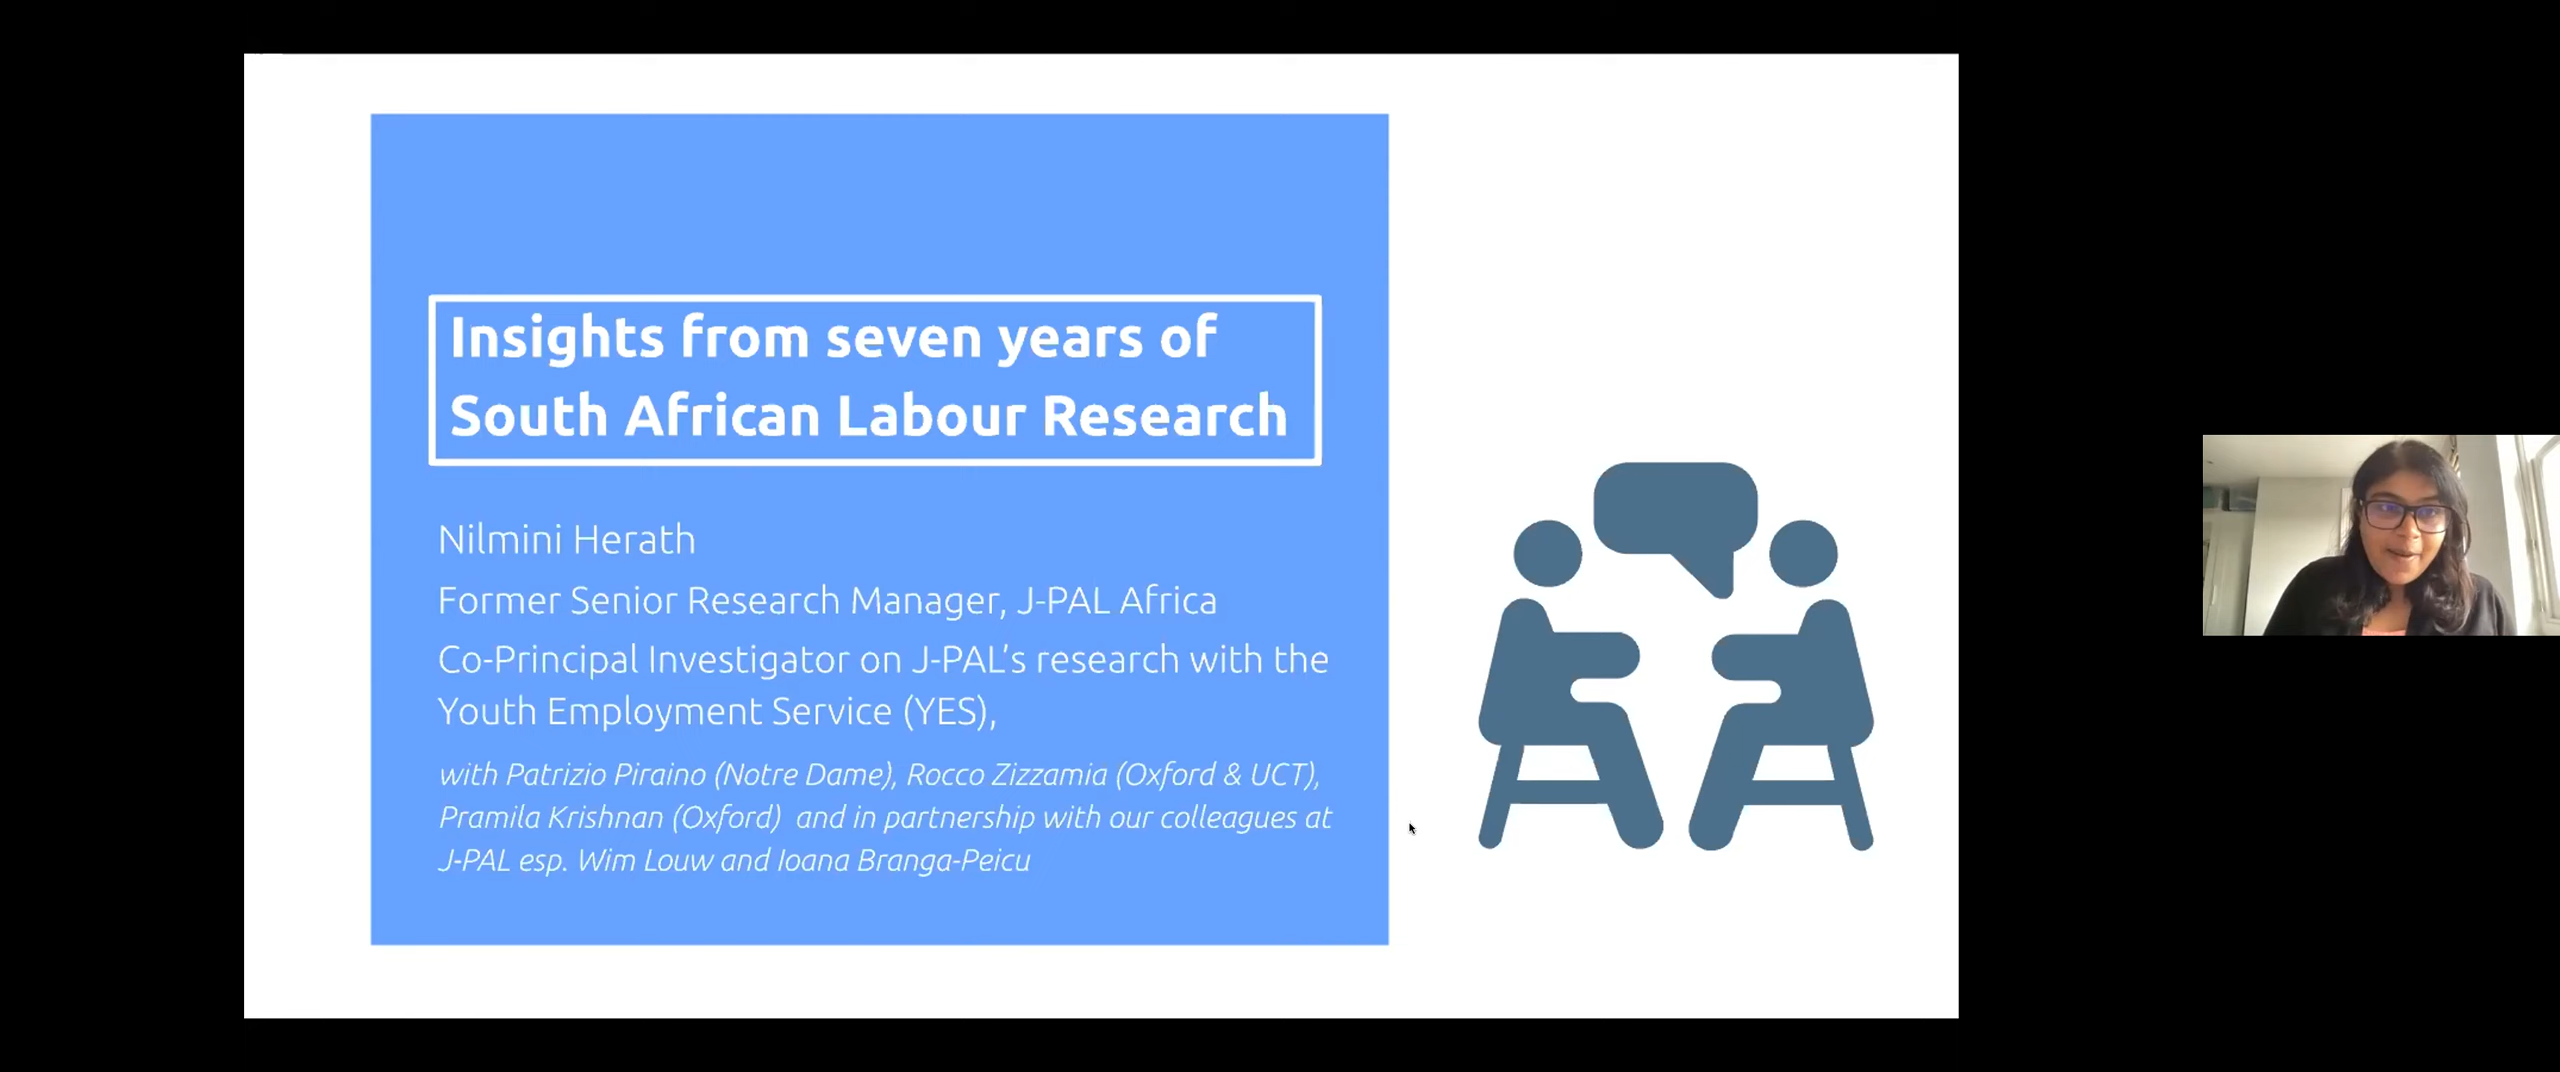 Insights from seven years of
South African Labour Research
Nilmini Herath
Former Senior Research Manager, J-PAL Africa
Co-Principal Investigator on J-PAL’s research with the
Youth Employment Service (YES),
with Patrizio Piraino (Notre Dame), Rocco Zizzamia (Oxford & UCT),
Pramila Krishnan (Oxford)  and in partnership with our colleagues at
J-PAL esp. Wim Louw and Ioana Branga-Peicu